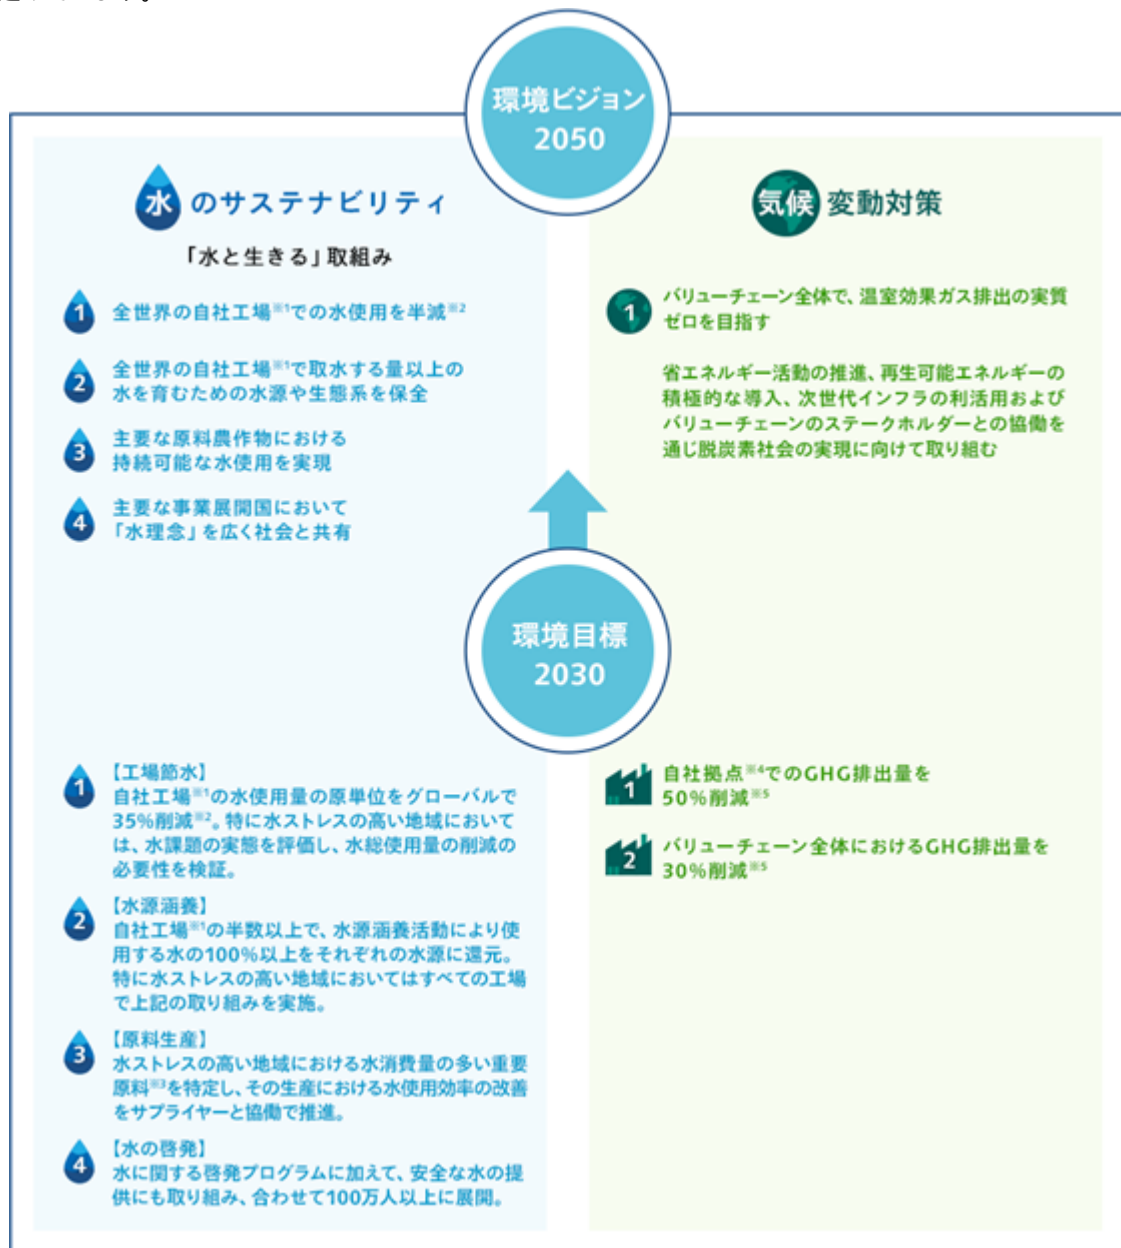 環境ビジョン
2050
水のサステナビリティ
「水と生きる」取組み
1 全世界の自社工場※1での水使用を半減※2
2 全世界の自社工場※1で取水する量以上の
水を育むための水源や生態系を保全
3 主要な原料農作物における
持続可能な水使用を実現
4 主要な事業展開国において
「水理念」を広く社会と共有
気候変動対策
1 バリューチェーン全体で、温室効果ガス排出の実質
ゼロを目指す
省エネルギー活動の推進、再生可能エネルギーの
積極的な導入、次世代インフラの利活用および
バリューチェーンのステークホルダーとの協働を
通じ脱炭素社会の実現に向けて取り組む
環境目標
2030
1 【工場節水】
自社工場※1の水使用量の原単位をグローバルで
35%削減※2。特に水ストレスの高い地域において
は、水課題の実態を評価し、水総使用量の削減の
必要性を検証。
2 【水源涵養】
自社工場※1の半数以上で、水源涵養活動により使
用する水の100%以上をそれぞれの水源に還元。
特に水ストレスの高い地域においてはすべての工場
で上記の取り組みを実施。
3 【原料生産】
水ストレスの高い地域における水消費量の多い重要
原料※3を特定し、その生産における水使用効率の改善
をサプライヤーと協働で推進。
4 【水の啓発】
水に関する啓発プログラムに加えて、安全な水の提
供にも取り組み、合わせて100万人以上に展開。
1 自社拠点※4でのGHG排出量を
50%削減※5
2 バリューチェーン全体におけるGHG排出量を
30%削減※5